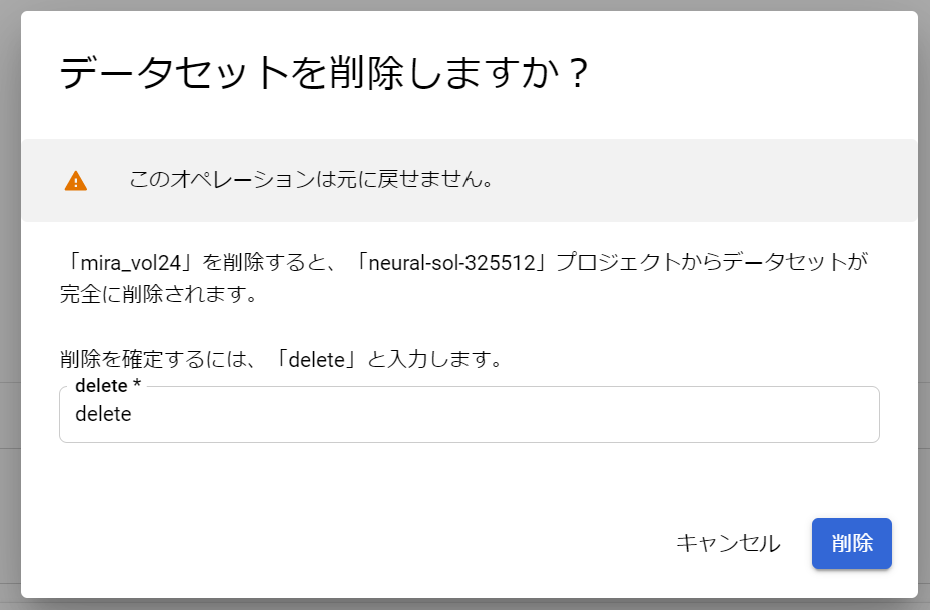 データセットを削除しますか？
このオペレーションは元に戻せません。
「mira_vol24」を削除すると、「neural-sol-325512」プロジェクトからデータセットが
完全に削除されます。
削除を確定するには、「delete」と入力します。
delete *
delete
キャンセル
削除